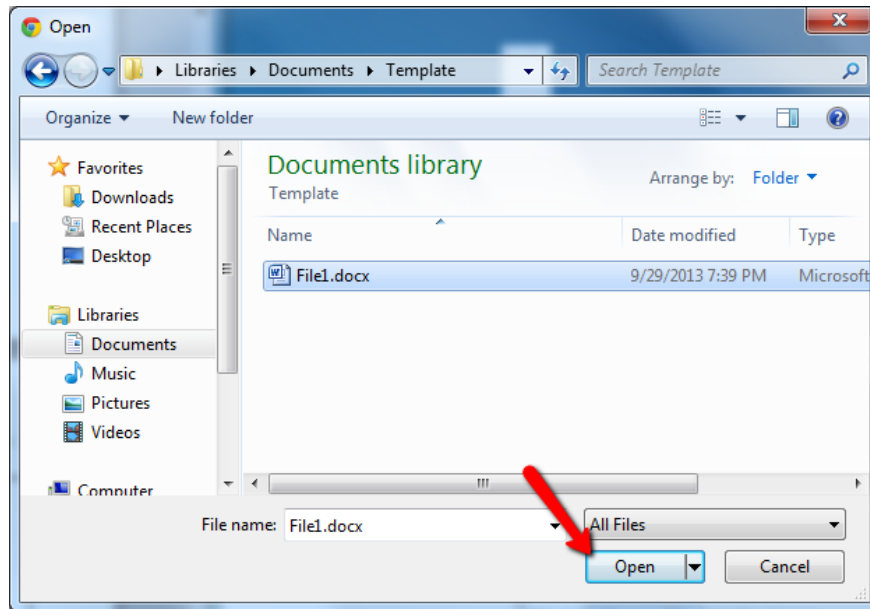 Open
Libraries Documents Template
Search Template
Organize New folder
Favorites
Downloads
Recent Places
Desktop
Libraries
Documents
Music
Pictures
Videos
Computer
Documents library
Template
Arrange by: Folder
Name Date modified Type
File1.docx 9/29/2013 7:39 PM Microsoft
File name: File1.docx All Files
Open Cancel